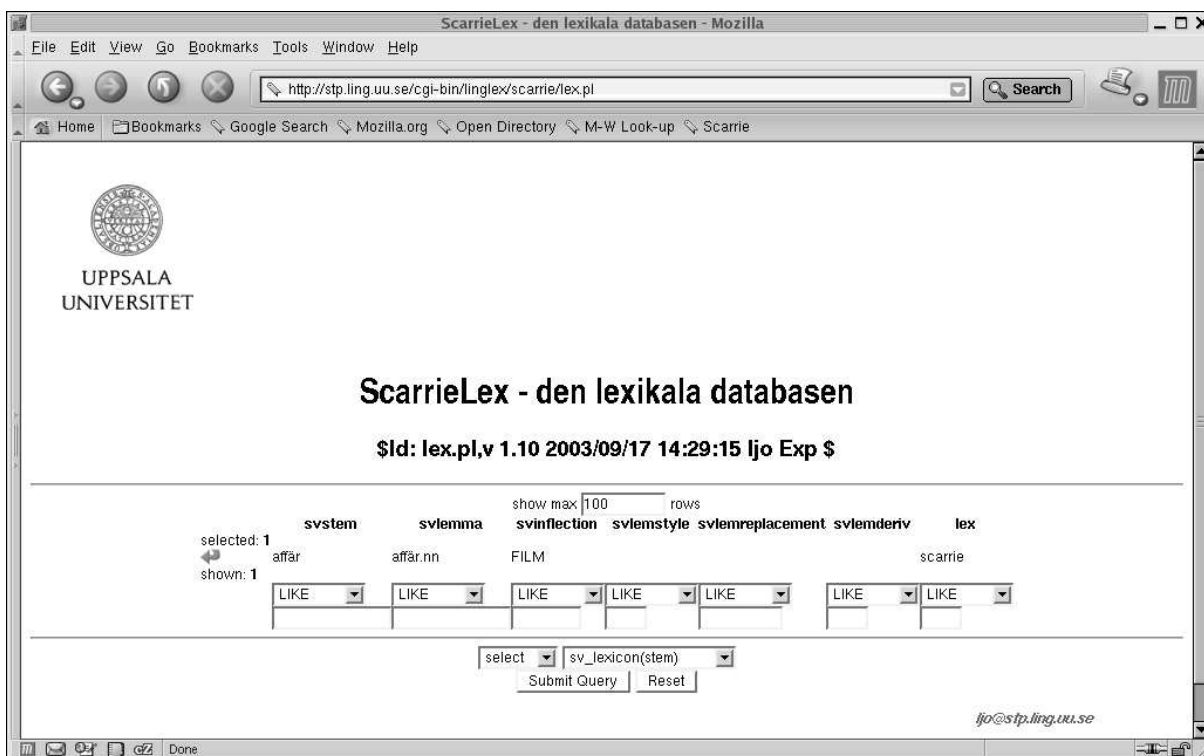 ScarrieLex - den lexikala databasen - Mozilla
File Edit View Go Bookmarks Tools Window Help
http://stp.ling.uu.se/cgi-bin/linglex/scarrie/lex.pl Search
Home Bookmarks Google Search Mozilla.org Open Directory M-W Look-up Scarrie
UPPSALA
UNIVERSITET
ScarrieLex - den lexikala databasen
$Id: lex.pl,v 1.10 2003/09/17 14:29:15 ljo Exp $
show max 100 rows
svstem svlemma svinflection svlemstyle svlemreplacement svlemderiv lex
selected: 1
affär affär.nn FILM scarrie
shown: 1
LIKE LIKE LIKE LIKE LIKE LIKE LIKE
select sv_lexicon(stem)
Submit Query Reset
ljo@stp.ling.uu.se
Done